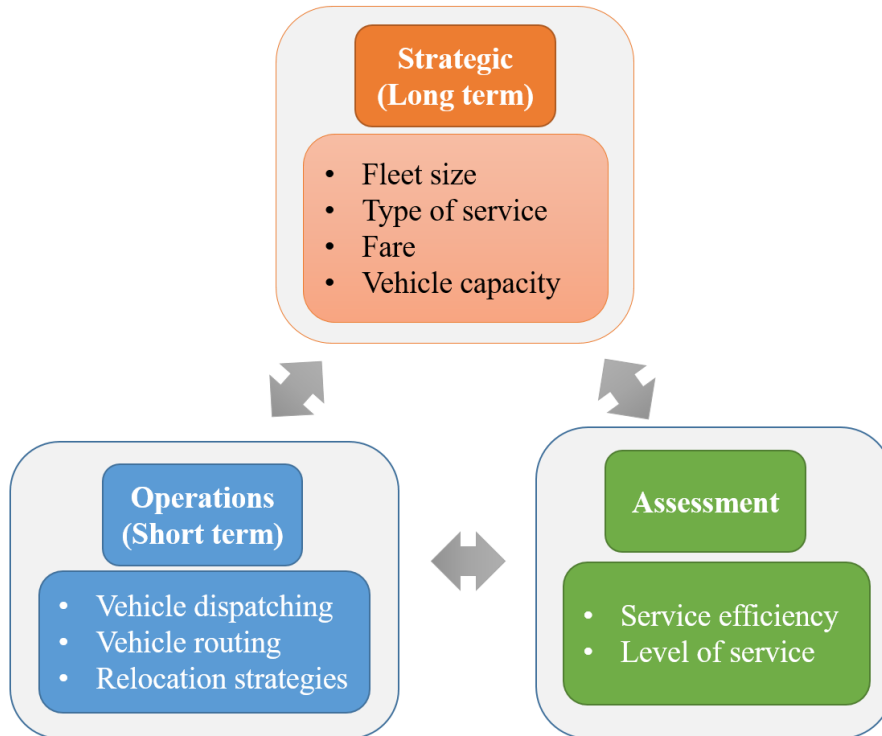 Strategic
(Long term)
• Fleet size
• Type of service
• Fare
• Vehicle capacity
Operations
(Short term)
• Vehicle dispatching
• Vehicle routing
• Relocation strategies
Assessment
• Service efficiency
• Level of service